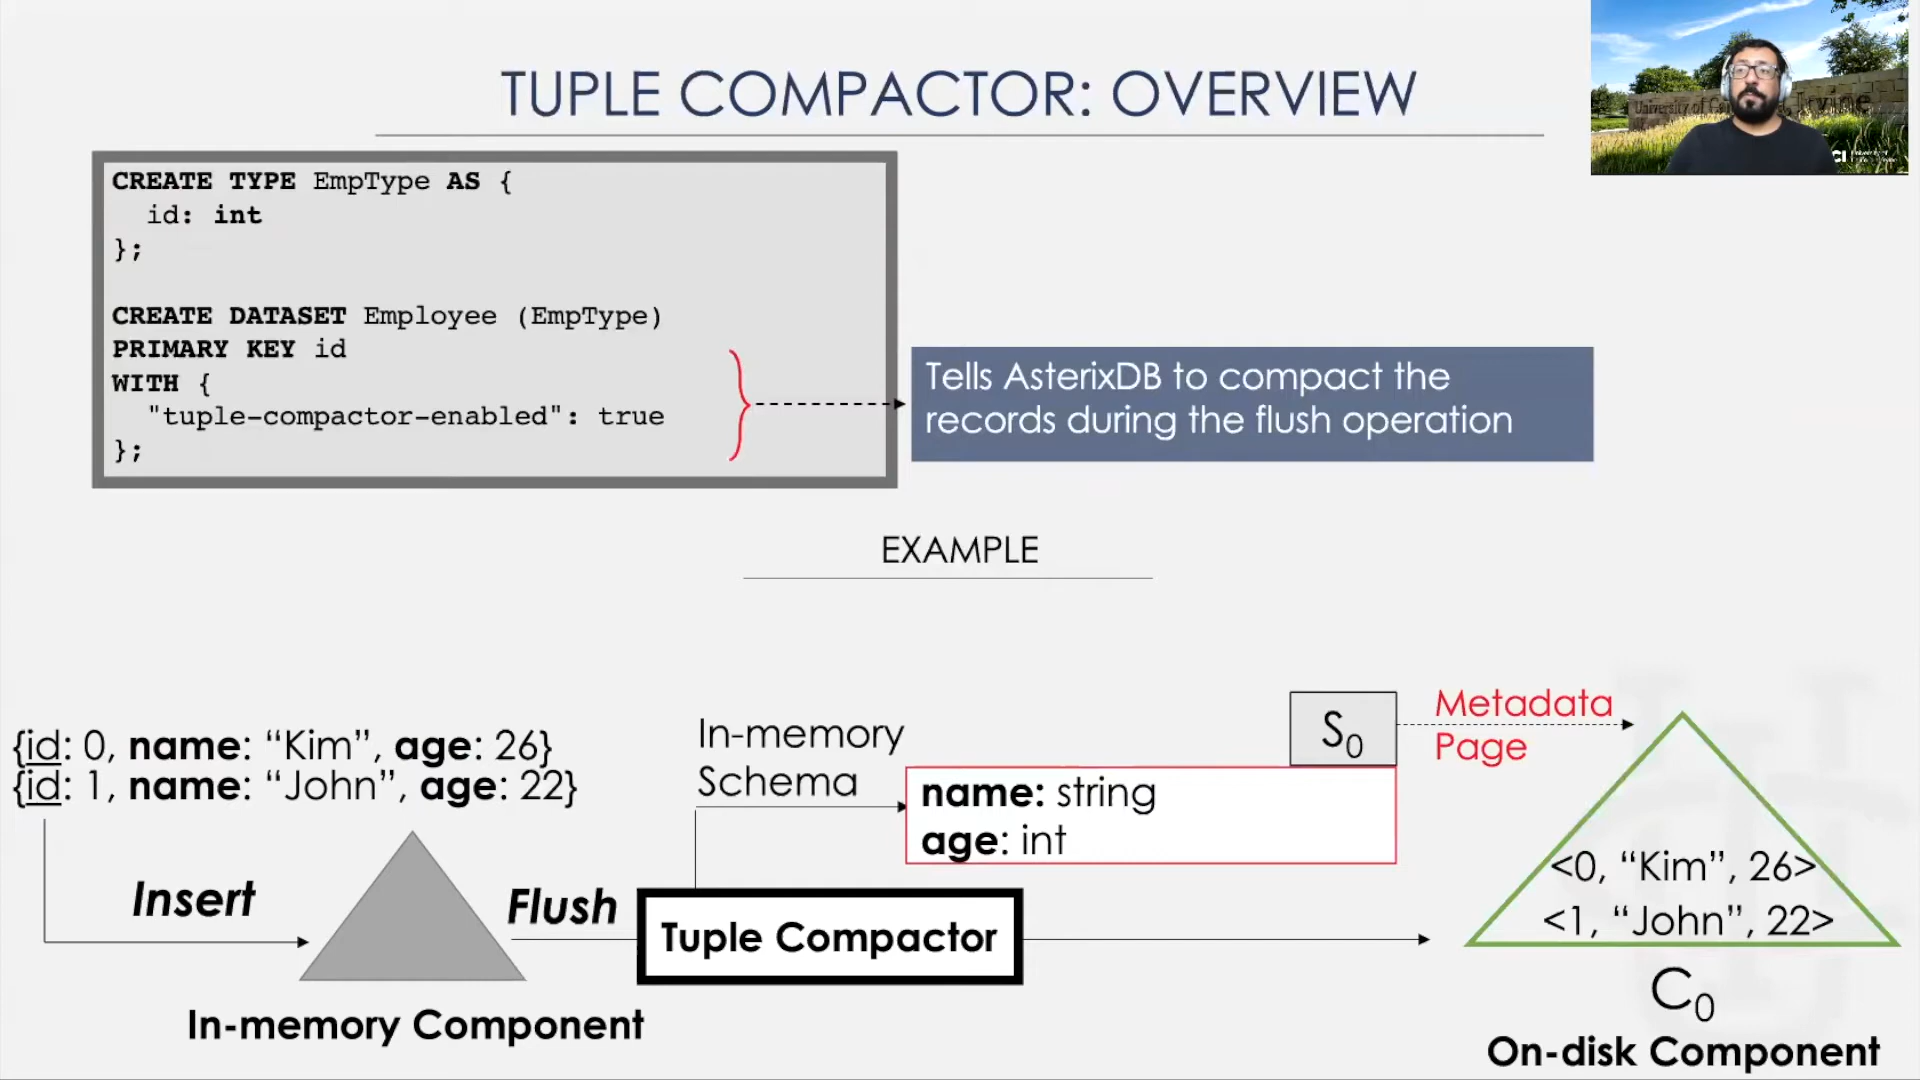 TUPLE COMPACTOR: OVERVIEW
CREATE TYPE EmpType AS {
id: int
};
CREATE DATASET Employee (EmpType)
PRIMARY KEY id
WITH {
"tuple-compactor-enabled": true
};
Tells AsterixDB to compact the
records during the flush operation
EXAMPLE
{id: 0, name: “Kim”, age: 26}
{id: 1, name: “John”, age: 22}
Insert
In-memory Component
Flush
Tuple Compactor
In-memory
Schema
S0
name: string
age: int
Metadata
Page
<0, “Kim”, 26>
<1, “John”, 22>
C0
On-disk Component
University of
Irvine